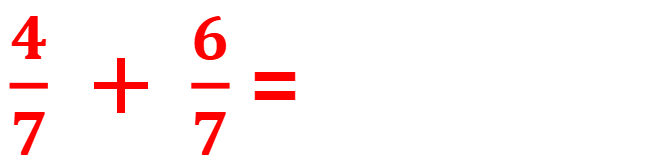 4/7 + 6/7 =